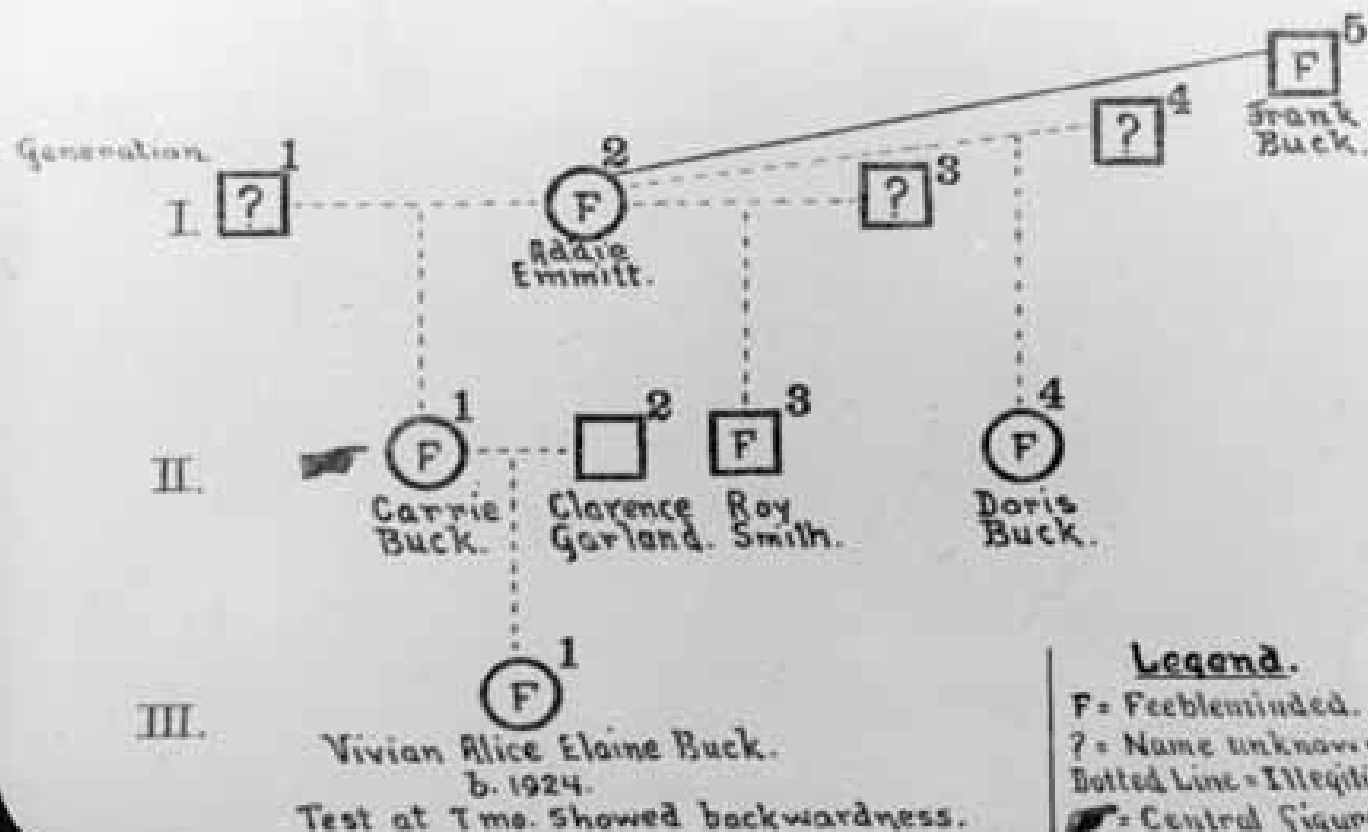 5
F
Frank
Buck.
4
?
Generation
1
2
3
I.
?
F
?
Addie
Emmitt.
1
2
3
4
II.
F
F
F
Carrie
Buck.
Clarence
Garland.
Roy
Smith.
Doris
Buck.
1
III.
F
Vivian Alice Elaine Buck.
b. 1924.
Test at 7 mo. showed backwardness.
Legend.
F = Feebleminded.
? = Name unknown
Dotted Line = Illegiti
= Central Figur